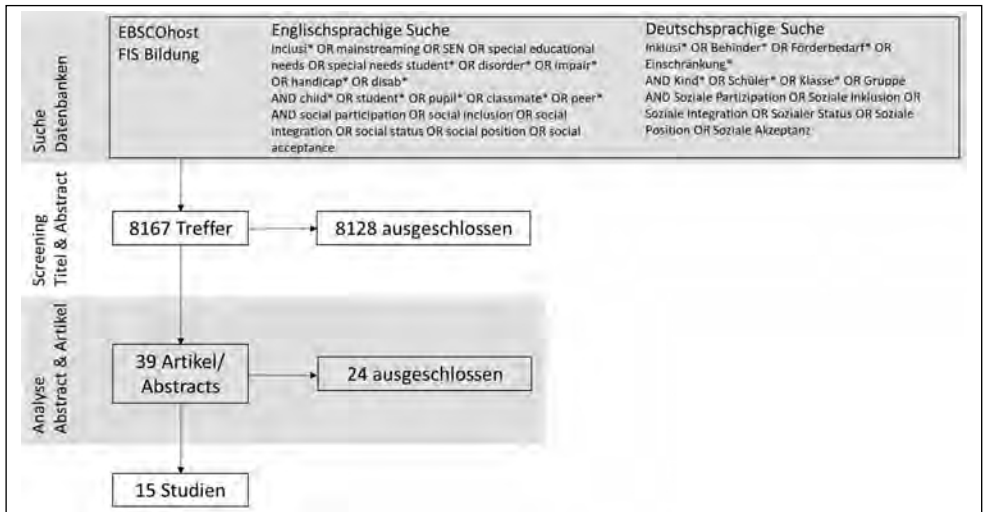 Suche
Datenbanken
EBSCOhost
FIS Bildung
Englischsprachige Suche
Inclusi* OR mainstreaming OR SEN OR special educational
needs OR special needs student* OR disorder* OR impair*
OR handicap* OR disab*
AND child* OR student* OR pupil* OR classmate* OR peer*
AND social participation OR social inclusion OR social
integration OR social status OR social position OR social
acceptance
Deutschsprachige Suche
Inklusi* OR Behinder* OR Förderbedarf* OR
Einschränkung*
AND Kind* OR Schüler* OR Klasse* OR Gruppe
AND Soziale Partizipation OR Soziale Inklusion OR
Soziale Integration OR Sozialer Status OR Soziale
Position OR Soziale Akzeptanz
Screening
Titel & Abstract
8167 Treffer
8128 ausgeschlossen
Analyse
Abstract & Artikel
39 Artikel/
Abstracts
24 ausgeschlossen
15 Studien